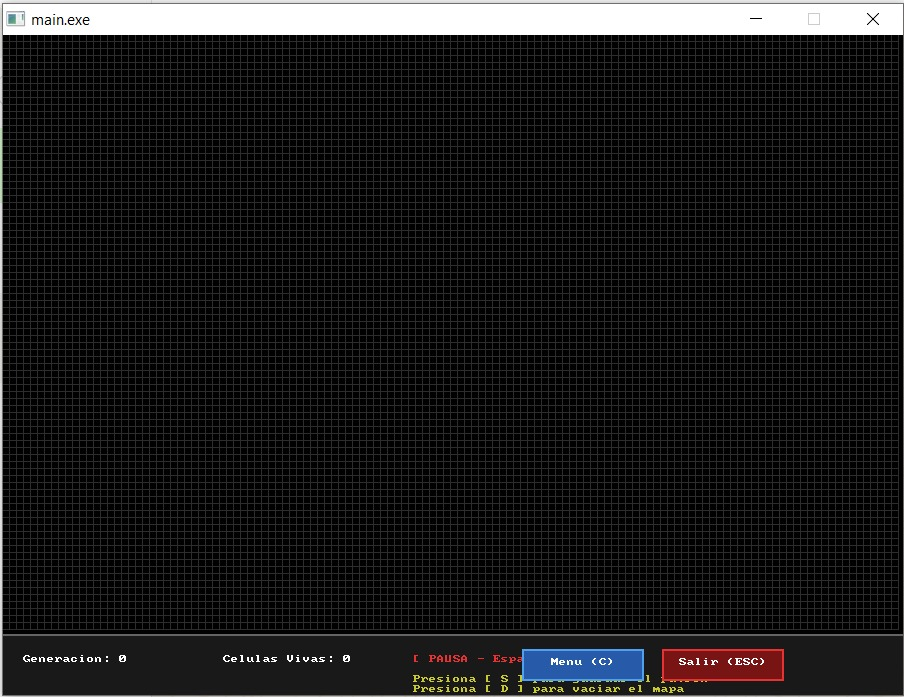 main.exe
Generacion: 0
Celulas Vivas: 0
[ PAUSA - Espa
Menu (C)
Salir (ESC)
Presiona [ S ]
Presiona [ D ] para vaciar el mapa